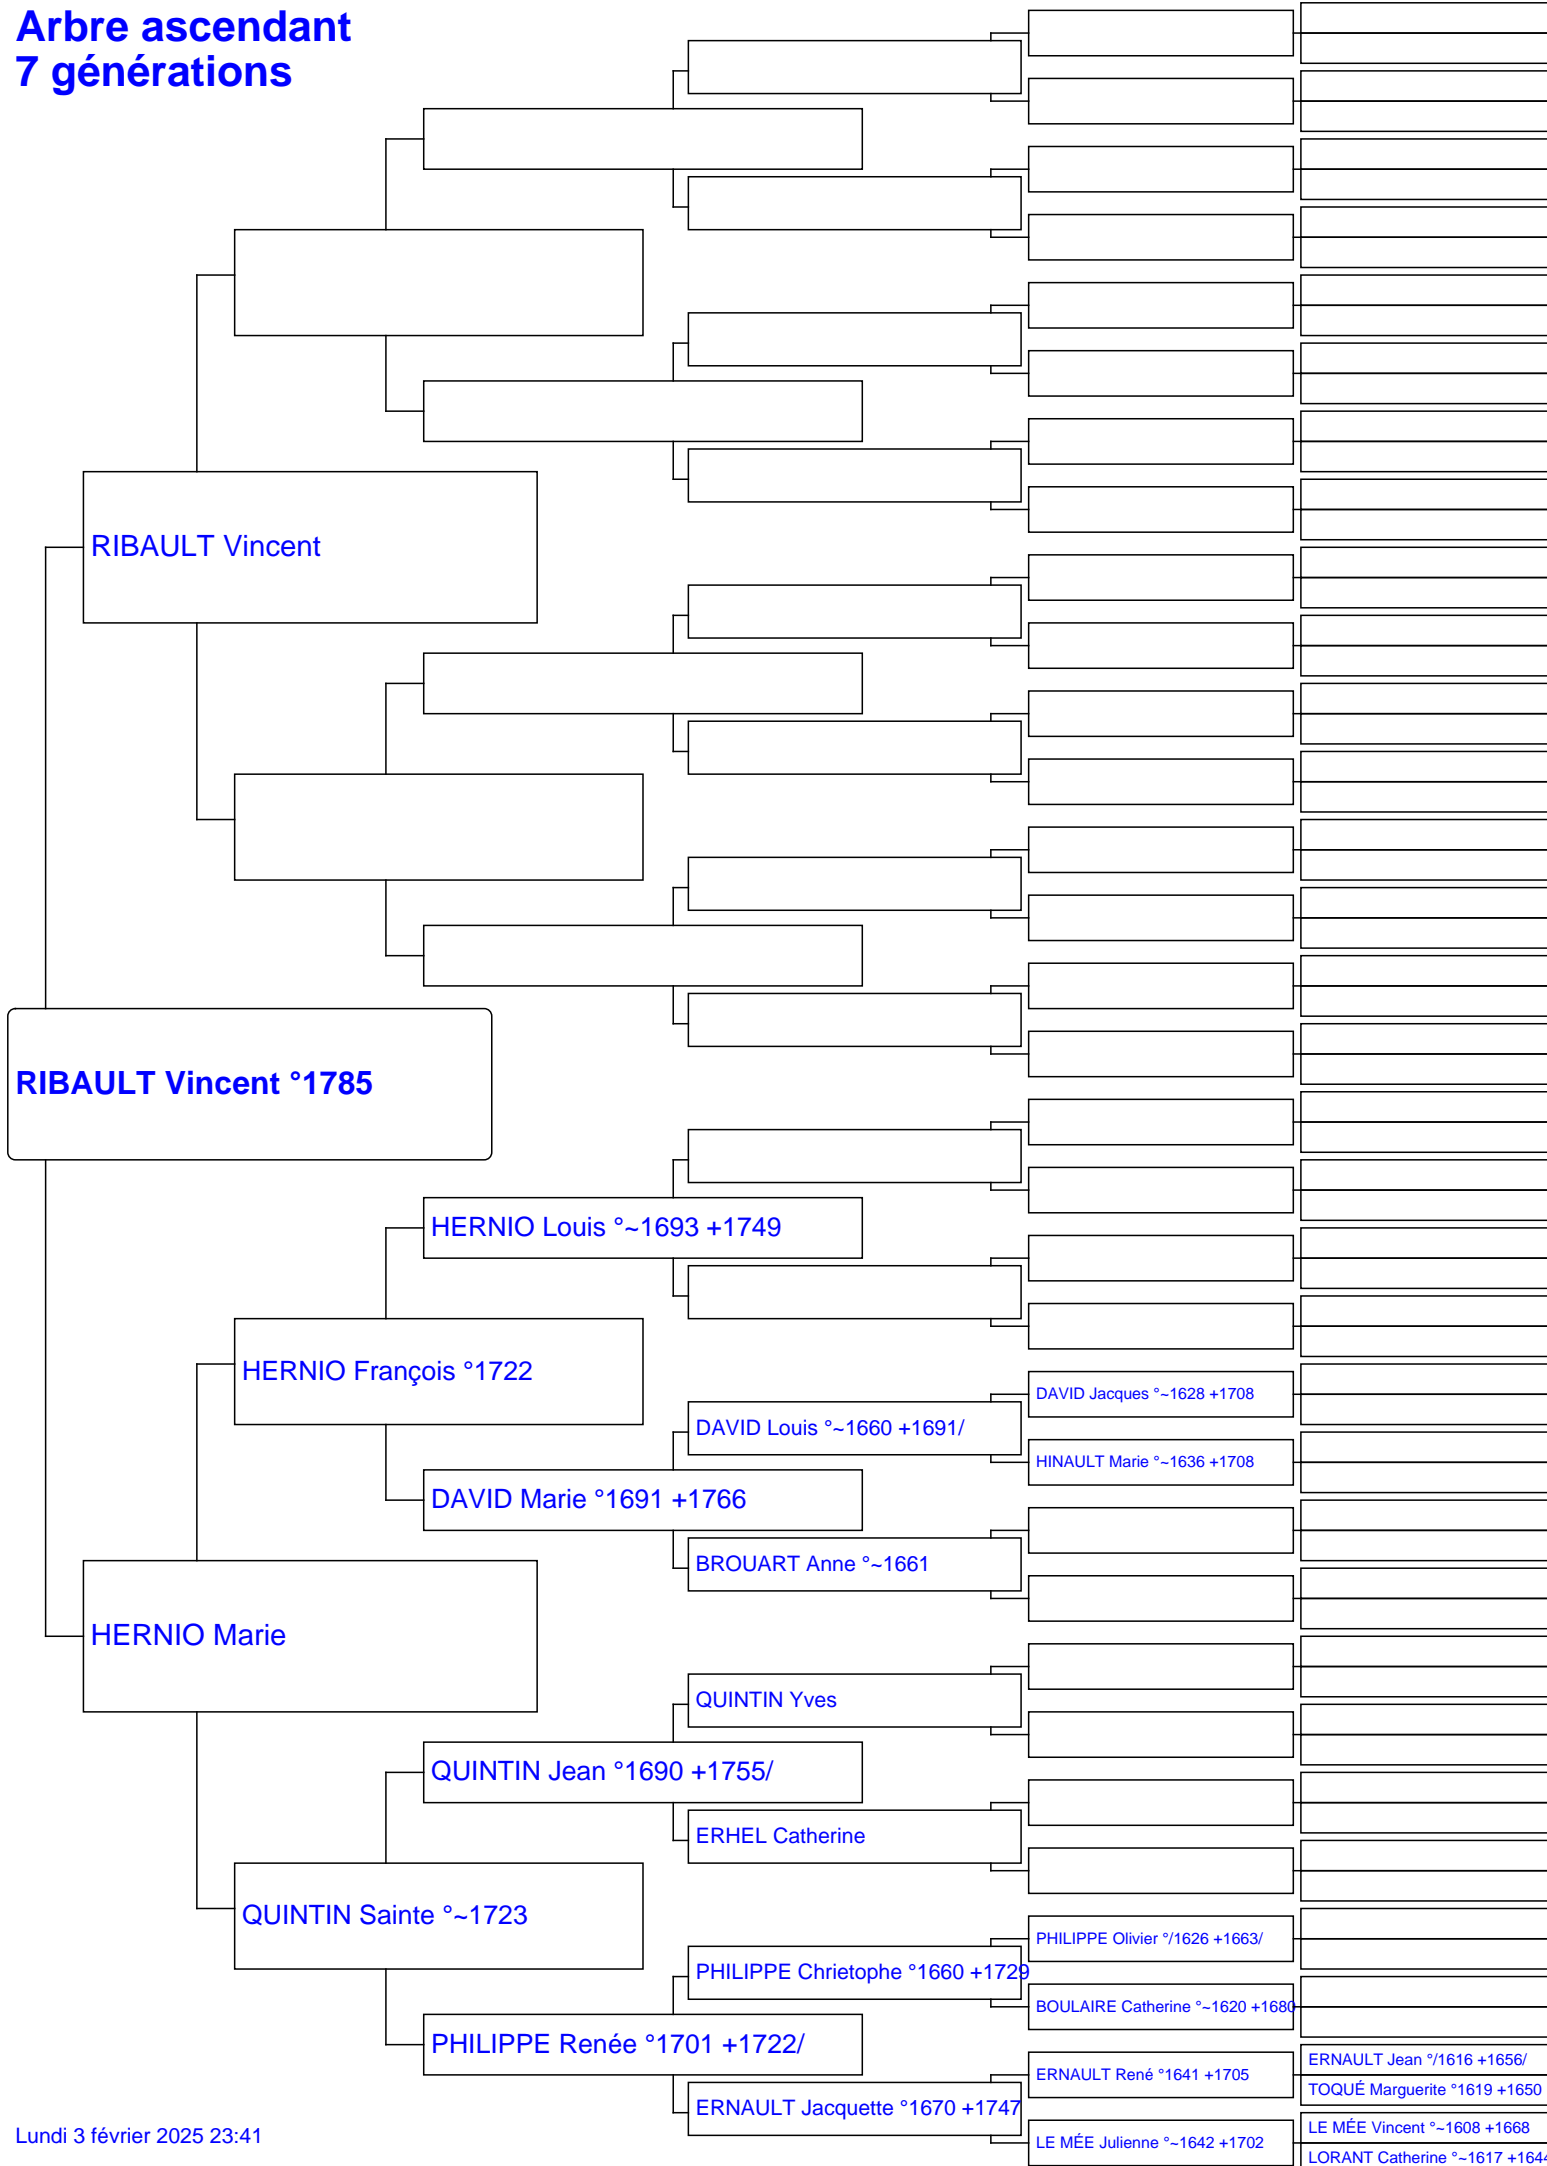 Arbre ascendant
7 générations
RIBAULT Vincent
RIBAULT Vincent °1785
HERNIO Louis °~1693 +1749
HERNIO François °1722
DAVID Jacques °~1628 +1708
DAVID Louis °~1660 +1691/
HINAULT Marie °~1636 +1708
DAVID Marie °1691 +1766
BROUART Anne °~1661
HERNIO Marie
QUINTIN Yves
QUINTIN Jean °1690 +1755/
ERHEL Catherine
QUINTIN Sainte °~1723
PHILIPPE Olivier °/1626 +1663/
PHILIPPE Chrietophe °1660 +1729
BOULAIRE Catherine °~1620 +1680
PHILIPPE Renée °1701 +1722/
ERNAULT Jean °/1616 +1656/
ERNAULT René °1641 +1705
TOQUÉ Marguerite °1619 +1650
ERNAULT Jacquette °1670 +1747
LE MÉE Vincent °~1608 +1668
LE MÉE Julienne °~1642 +1702
LORANT Catherine °~1617 +1644
Lundi 3 février 2025 23:41